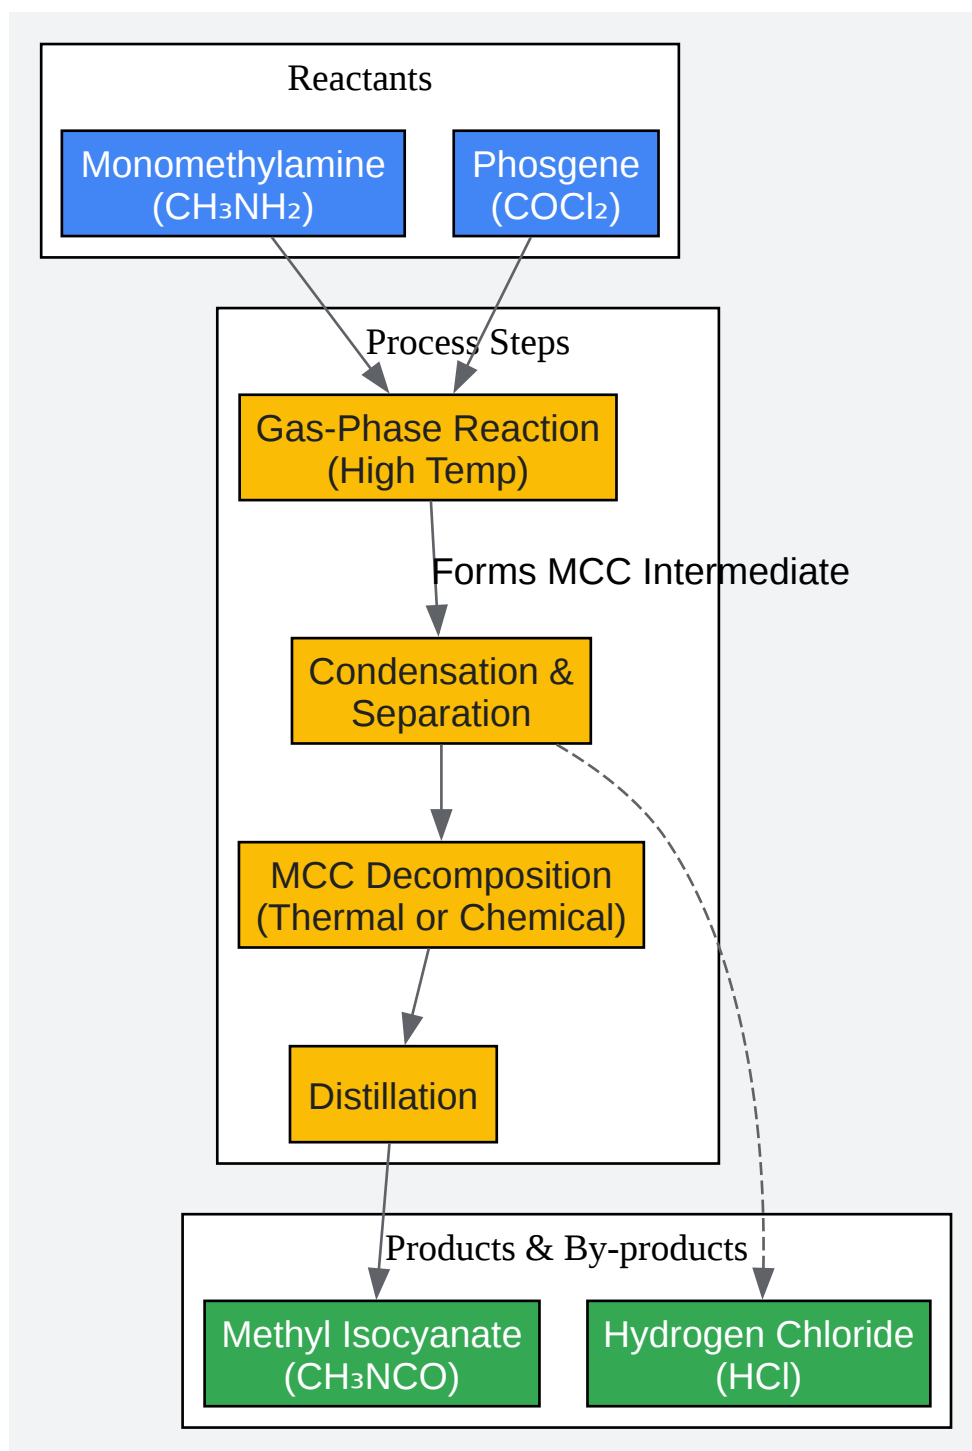 Reactants
Monomethylamine
(CH₃NH₂)
Phosgene
(COCl₂)
Process Steps
Gas-Phase Reaction
(High Temp)
Forms MCC Intermediate
Condensation &
Separation
MCC Decomposition
(Thermal or Chemical)
Distillation
Products & By-products
Methyl Isocyanate
(CH₃NCO)
Hydrogen Chloride
(HCl)